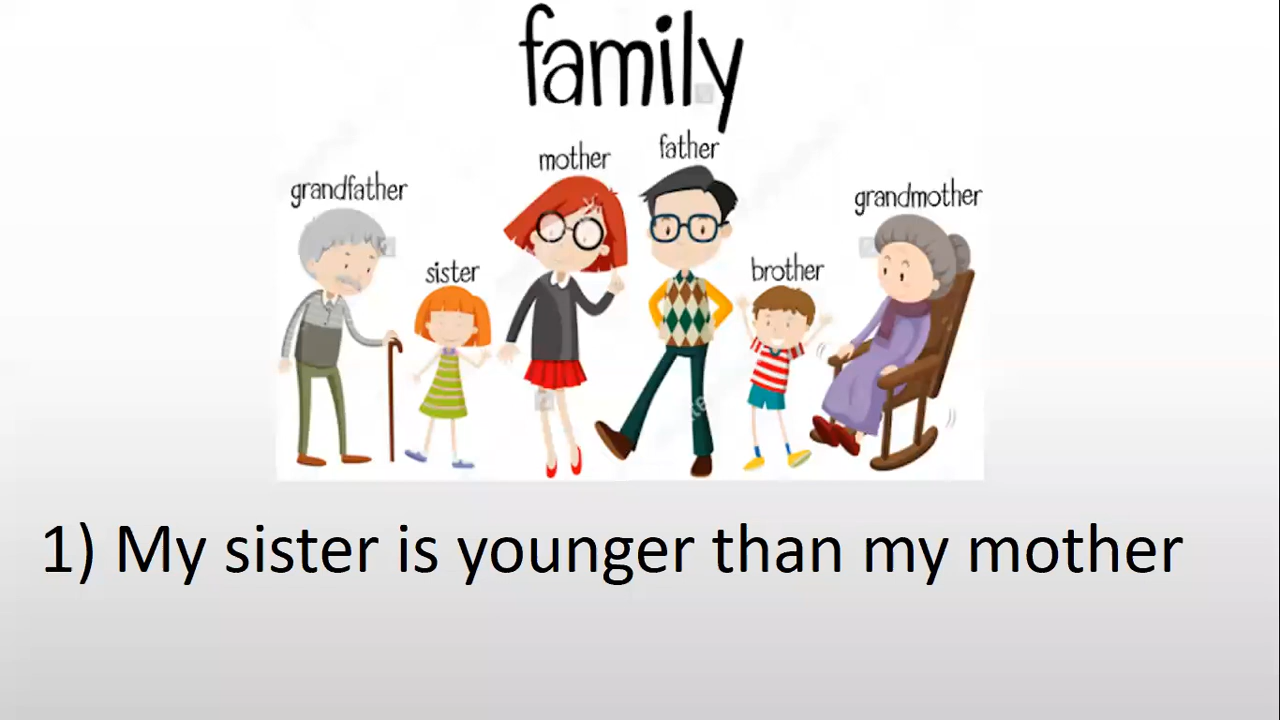 family
mother
father
grandfather
grandmother
sister
brother
1) My sister is younger than my mother